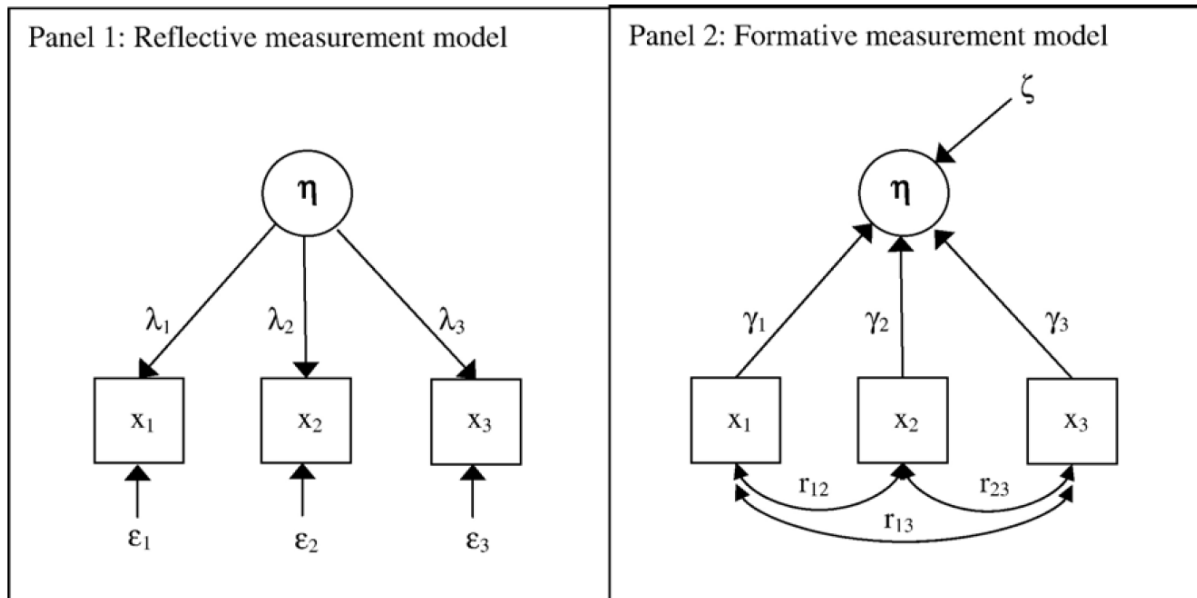 Panel 1: Reflective measurement model
η
λ₁ λ₂ λ₃
x₁ x₂ x₃
ε₁ ε₂ ε₃
Panel 2: Formative measurement model
ζ
η
γ₁ γ₂ γ₃
x₁ x₂ x₃
r₁₂ r₂₃
r₁₃